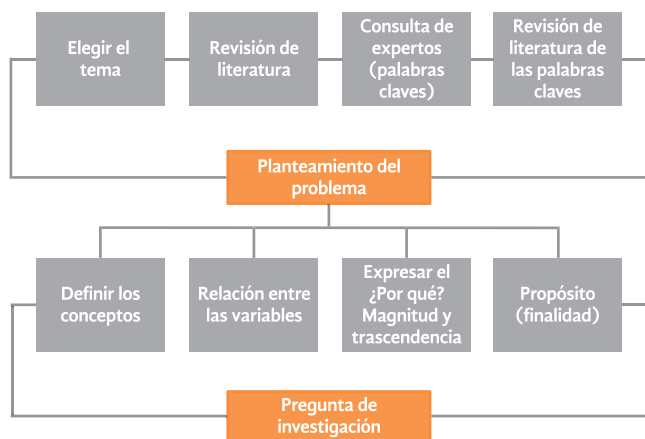 Elegir el
tema
Revisión de
literatura
Consulta de
expertos
(palabras
claves)
Revisión de
literatura de
las palabras
claves
Planteamiento del
problema
Definir los
conceptos
Relación entre
las variables
Expresar el
¿Por qué?
Magnitud y
trascendencia
Propósito
(finalidad)
Pregunta de
investigación